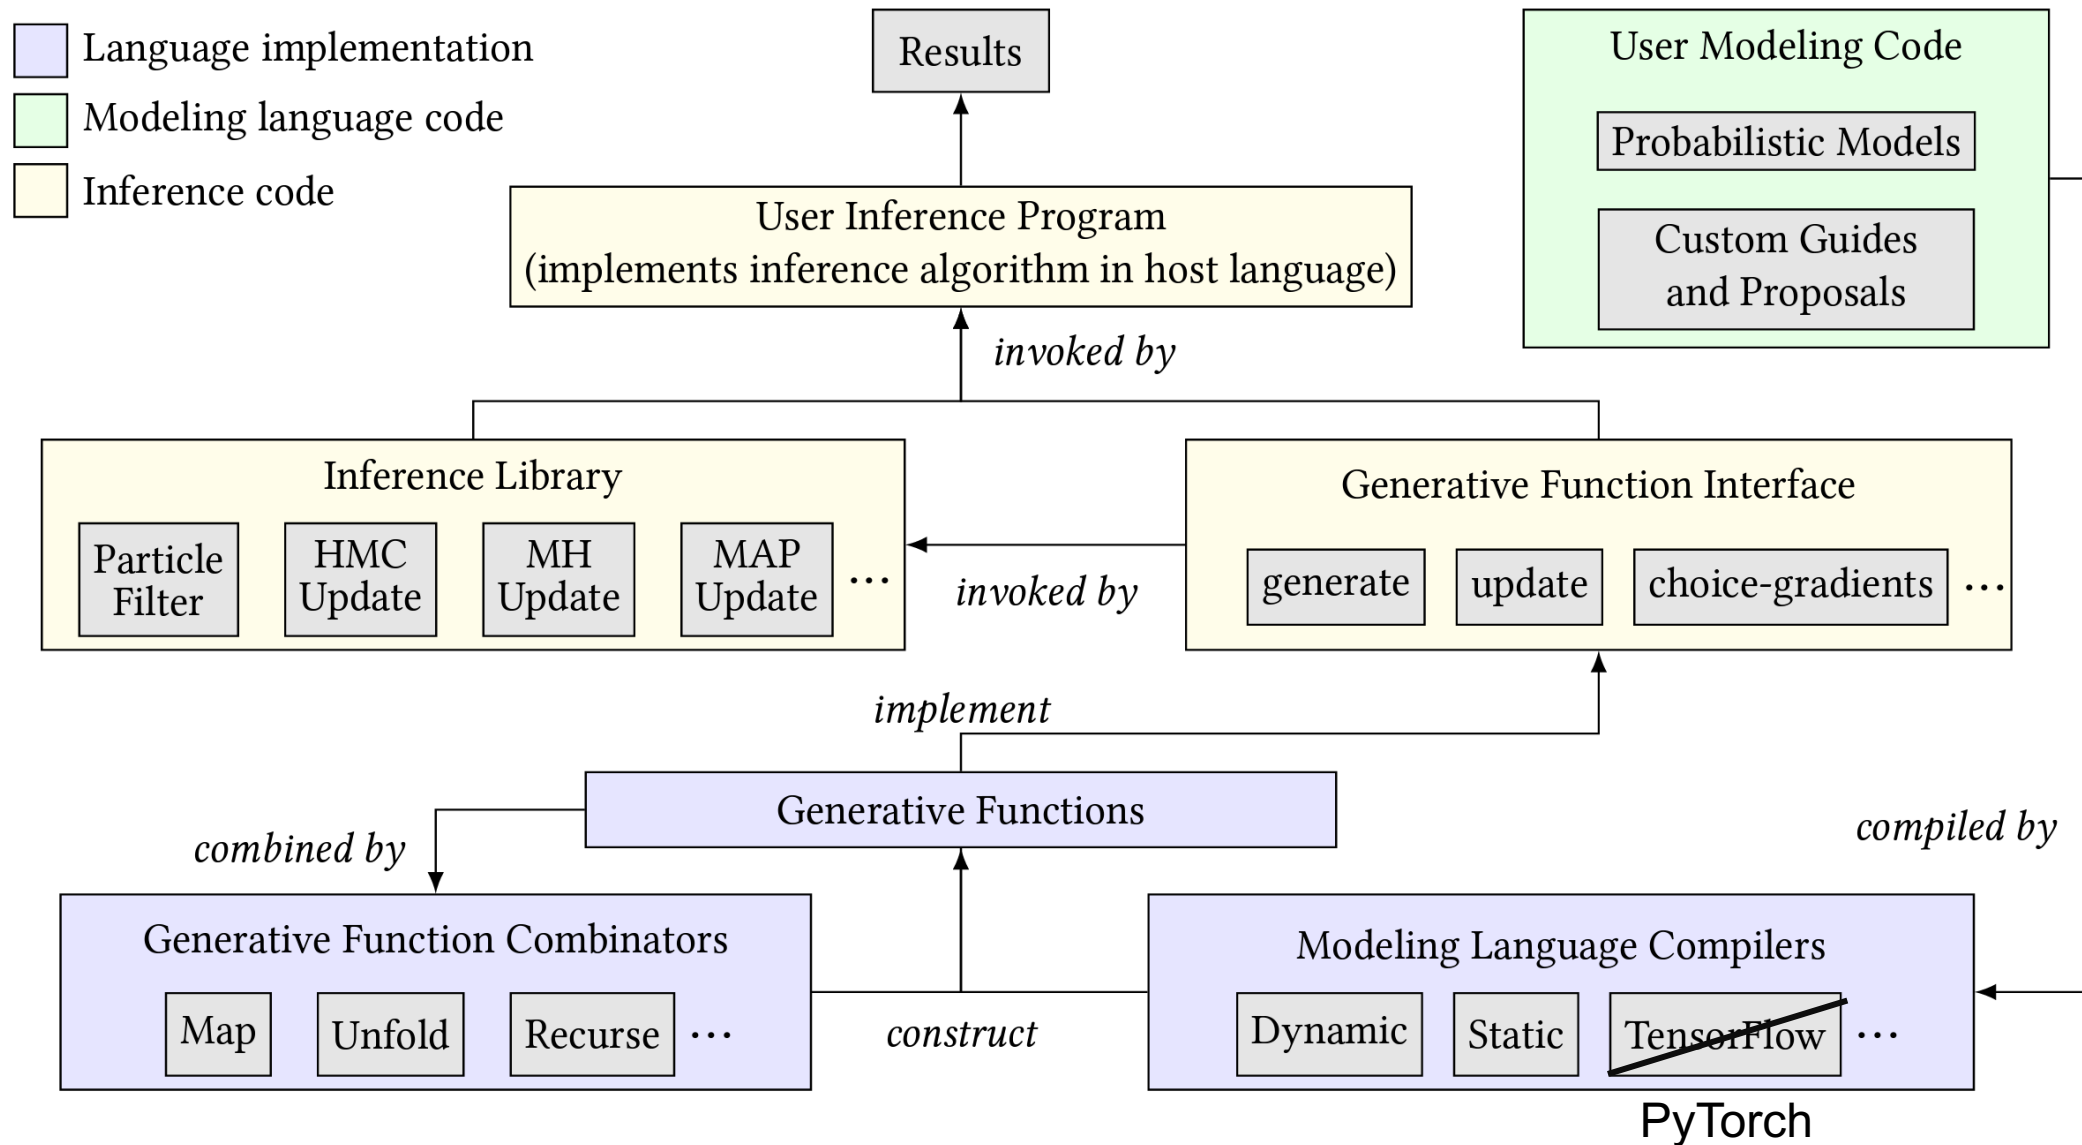 Language implementation
Modeling language code
Inference code
Results
User Modeling Code
Probabilistic Models
Custom Guides
and Proposals
User Inference Program
(implements inference algorithm in host language)
invoked by
Inference Library
Particle
Filter
HMC
Update
MH
Update
MAP
Update
...
invoked by
Generative Function Interface
generate
update
choice-gradients
...
implement
Generative Functions
combined by
compiled by
Generative Function Combinators
Map
Unfold
Recurse
...
construct
Modeling Language Compilers
Dynamic
Static
TensorFlow
...
PyTorch